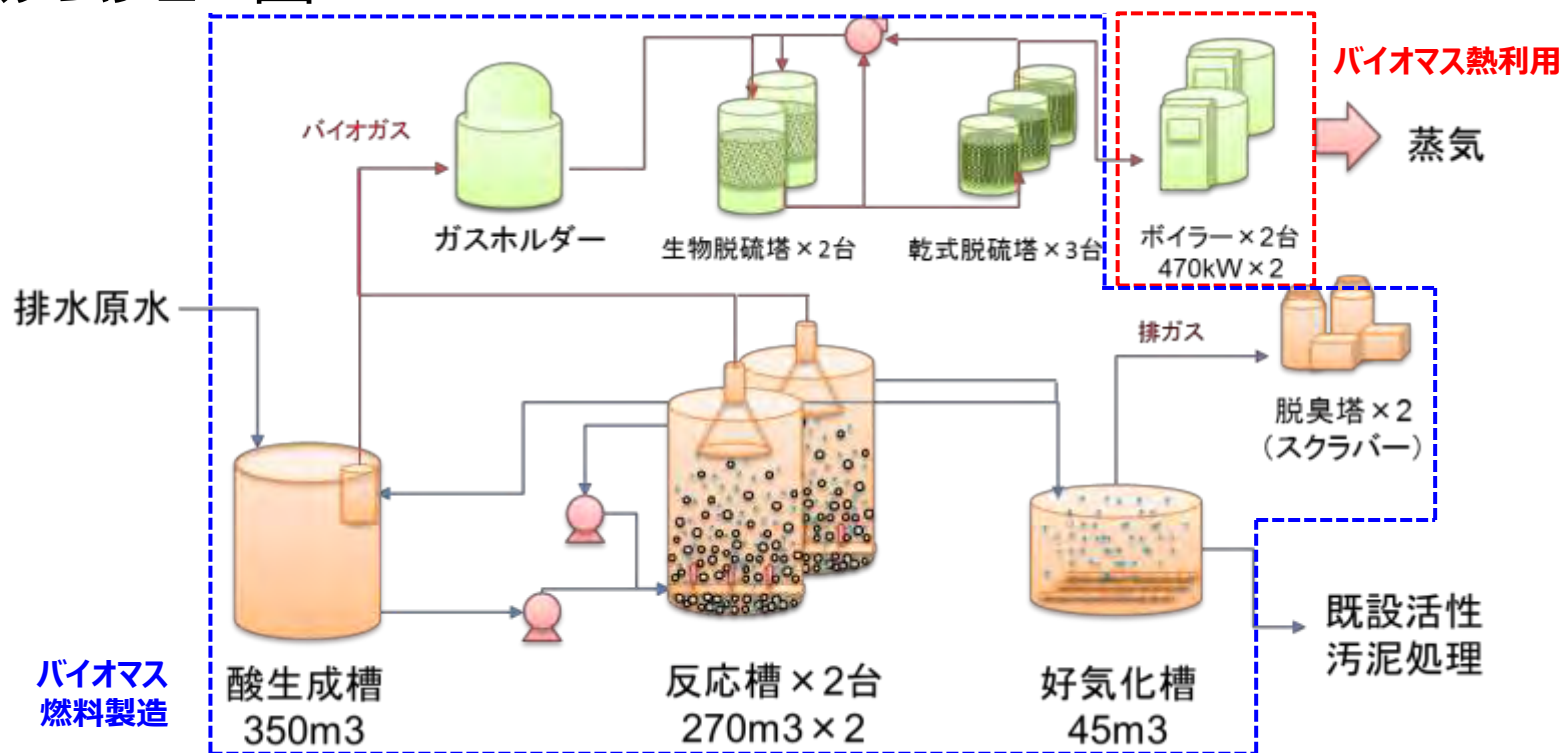 バイオマス熱利用
バイオガス
蒸気
ガスホルダー
生物脱硫塔×2台
乾式脱硫塔×3台
ボイラー×2台
470kW×2
排水原水
排ガス
脱臭塔×2
（スクラバー）
既設活性
汚泥処理
バイオマス
燃料製造
酸生成槽
350m3
反応槽×2台
270m3×2
好気化槽
45m3